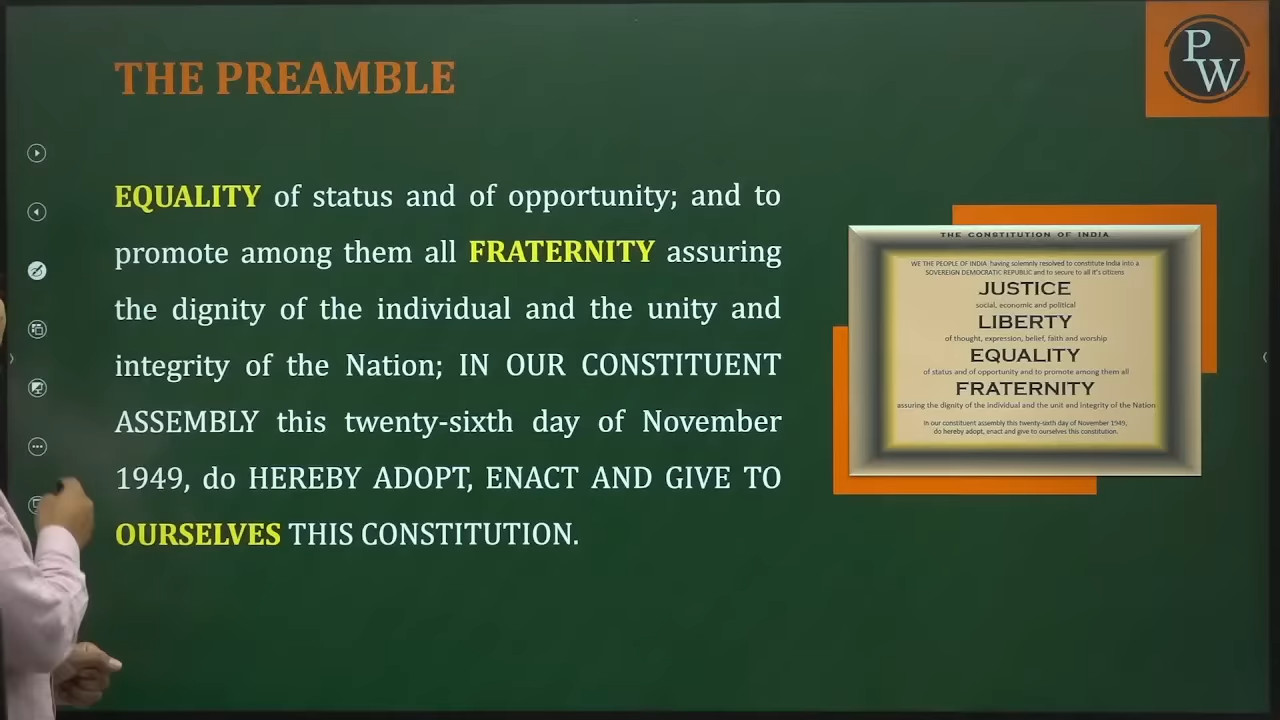 THE PREAMBLE
PW
EQUALITY of status and of opportunity; and to
promote among them all FRATERNITY assuring
the dignity of the individual and the unity and
integrity of the Nation; IN OUR CONSTITUENT
ASSEMBLY this twenty-sixth day of November
1949, do HEREBY ADOPT, ENACT AND GIVE TO
OURSELVES THIS CONSTITUTION.
THE CONSTITUTION OF INDIA
WE THE PEOPLE OF INDIA having solemnly resolved to constitute India into a
SOVEREIGN DEMOCRATIC REPUBLIC and to secure to all it's citizens
JUSTICE
social, economic and political
LIBERTY
of thought, expression, belief, faith and worship
EQUALITY
of status and of opportunity and to promote among them all
FRATERNITY
assuring the dignity of the individual and the unit and integrity of the Nation
In our constituent assembly this twenty-sixth day of November 1949,
do hereby adopt, enact and give to ourselves this constitution.